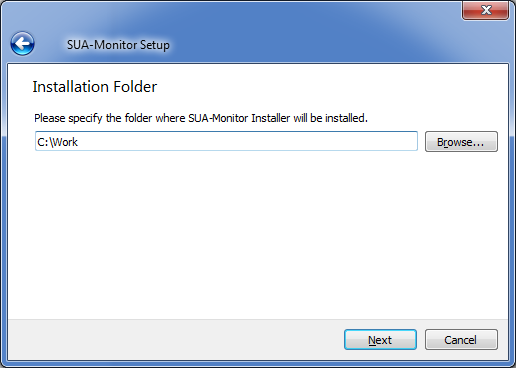 SUA-Monitor Setup
Installation Folder
Please specify the folder where SUA-Monitor Installer will be installed.
C:\Work
Browse...
Next
Cancel